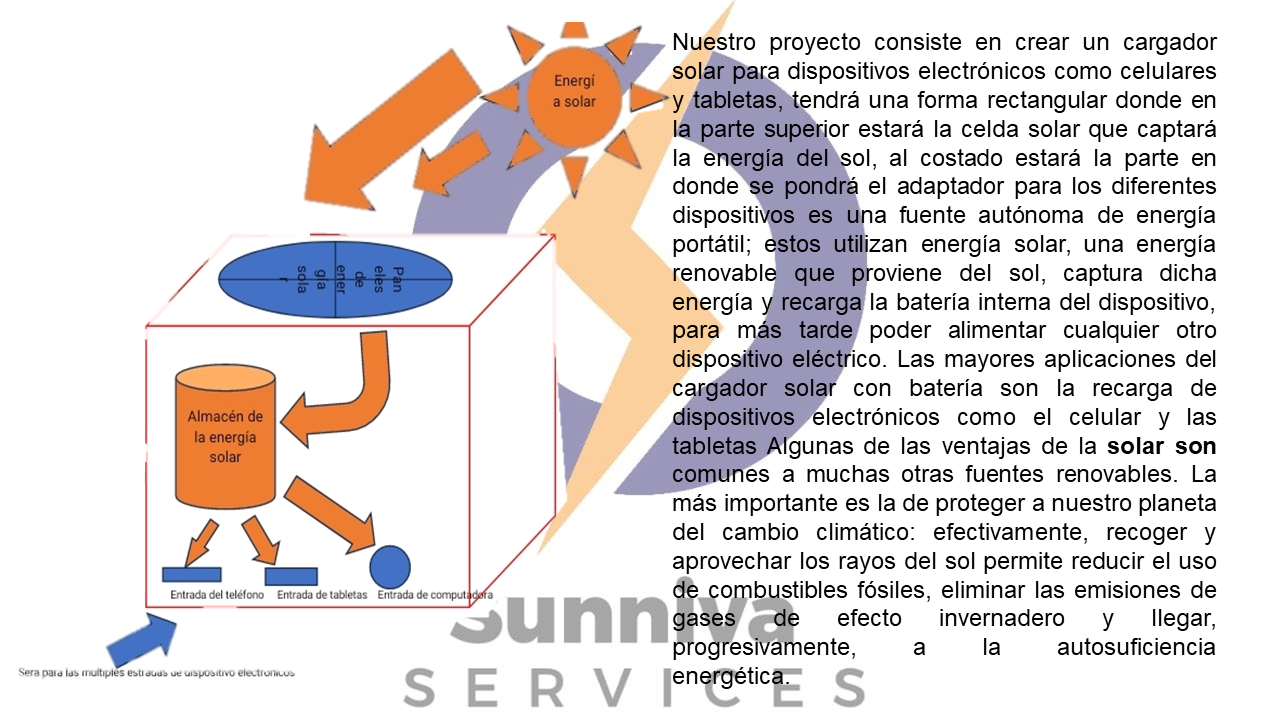 Energí
a solar
Pan
eles
de
ener
gía
sola
r
Almacén de
la energía
solar
Entrada del teléfono
Entrada de tabletas
Entrada de computadora
Sera para las multiples estradas de dispositivo electronicos
Nuestro proyecto consiste en crear un cargador
solar para dispositivos electrónicos como celulares
y tabletas, tendrá una forma rectangular donde en
la parte superior estará la celda solar que captará
la energía del sol, al costado estará la parte en
donde se pondrá el adaptador para los diferentes
dispositivos es una fuente autónoma de energía
portátil; estos utilizan energía solar, una energía
renovable que proviene del sol, captura dicha
energía y recarga la batería interna del dispositivo,
para más tarde poder alimentar cualquier otro
dispositivo eléctrico. Las mayores aplicaciones del
cargador solar con batería son la recarga de
dispositivos electrónicos como el celular y las
tabletas Algunas de las ventajas de la solar son
comunes a muchas otras fuentes renovables. La
más importante es la de proteger a nuestro planeta
del cambio climático: efectivamente, recoger y
aprovechar los rayos del sol permite reducir el uso
de combustibles fósiles, eliminar las emisiones de
gases de efecto invernadero y llegar,
progresivamente, a la autosuficiencia
energética.
Sunniva
SERVICES